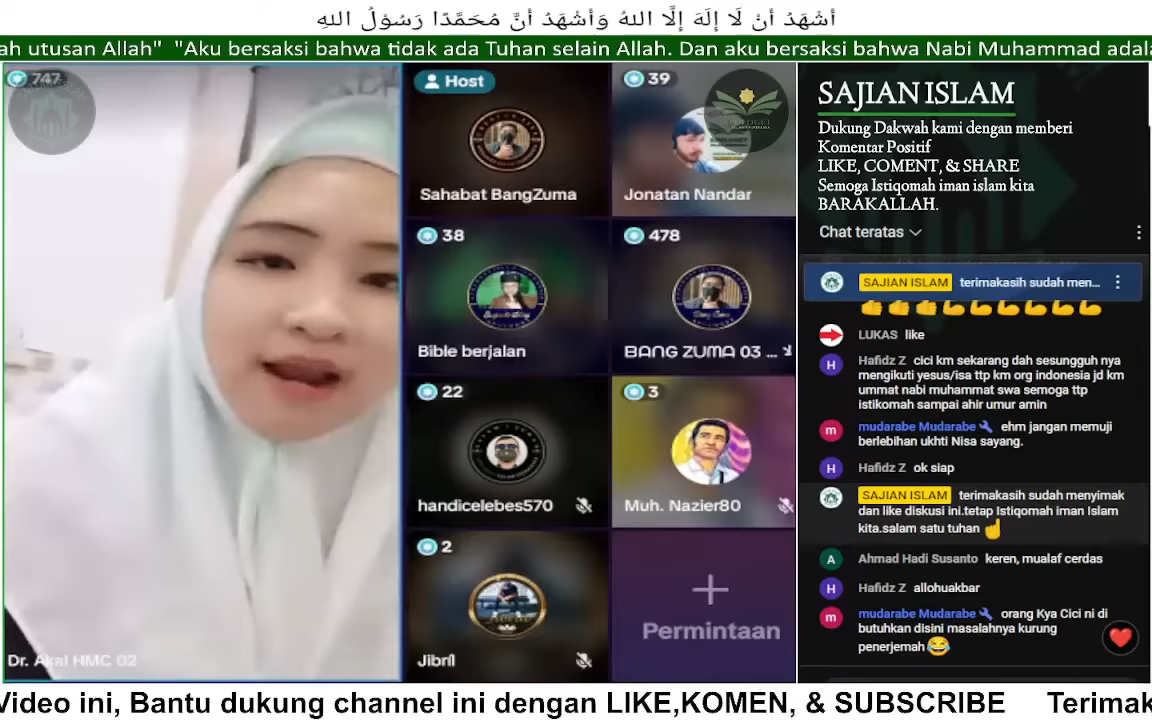 أشْهَدُ أنْ لَا إلَهَ إلَّا اللهُ وَأشْهَدُ أنَّ مُحَمَّدًا رَسُوْلُ اللهِ
ah utusan Allah" "Aku bersaksi bahwa tidak ada Tuhan selain Allah. Dan aku bersaksi bahwa Nabi Muhammad adala
747
Dr. Akal HMC 02
Host
Sahabat BangZuma
39
Jonatan Nandar
38
Bible berjalan
478
BANG ZUMA 03 ...
22
handicelebes570
3
Muh. Nazier80
2
Jibril
Permintaan
SAJIAN ISLAM
Dukung Dakwah kami dengan memberi
Komentar Positif
LIKE, COMENT, & SHARE
Semoga Istiqomah iman islam kita
BARAKALLAH.
Chat teratas
SAJIAN ISLAM terimakasih sudah men...
👍👍👍💪💪💪💪💪💪
LUKAS like
H Hafidz Z cici km sekarang dah sesungguh nya
mengikuti yesus/isa ttp km org indonesia jd km
ummat nabi muhammat swa semoga ttp
istikomah sampai ahir umur amin
m mudarabe Mudarabe ehm jangan memuji
berlebihan ukhti Nisa sayang.
H Hafidz Z ok siap
SAJIAN ISLAM terimakasih sudah menyimak
dan like diskusi ini.tetap Istiqomah iman Islam
kita.salam satu tuhan ☝
A Ahmad Hadi Susanto keren, mualaf cerdas
H Hafidz Z allohuakbar
m mudarabe Mudarabe orang Kya Cici ni di
butuhkan disini masalahnya kurung
penerjemah😂
Video ini, Bantu dukung channel ini dengan LIKE,KOMEN, & SUBSCRIBE Terimak